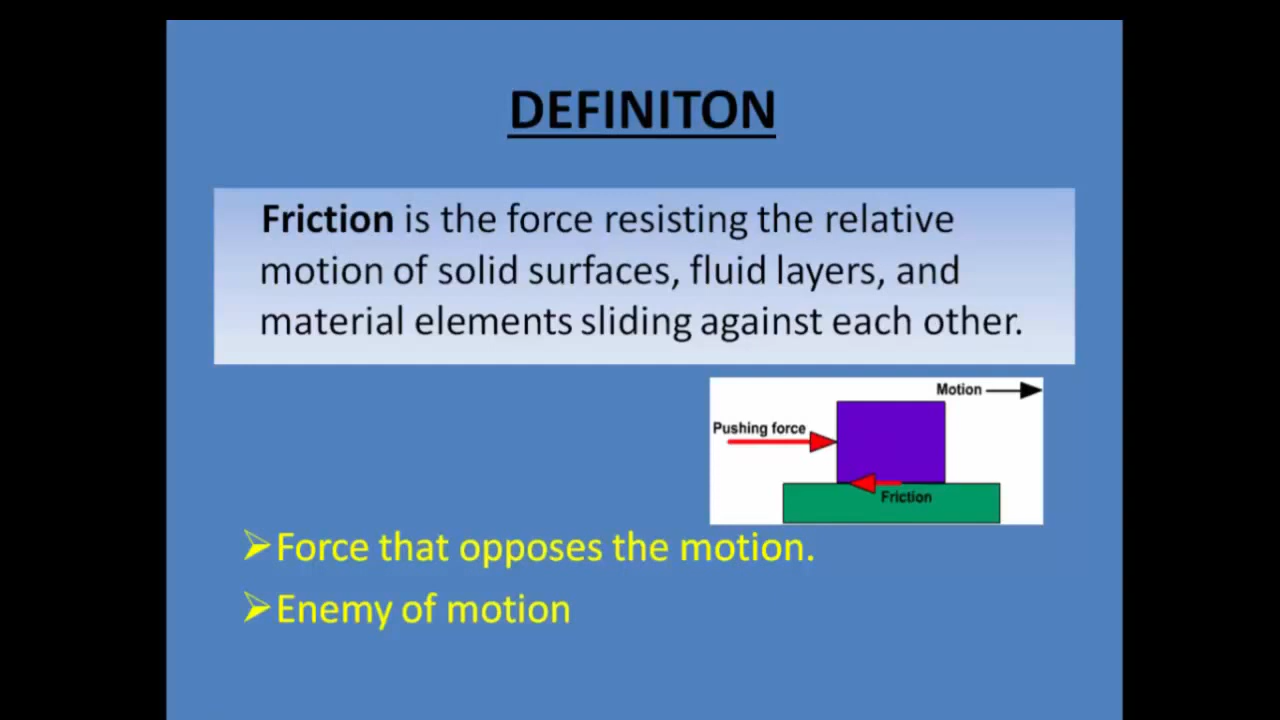 DEFINITON
Friction is the force resisting the relative
motion of solid surfaces, fluid layers, and
material elements sliding against each other.
Motion
Pushing force
Friction
Force that opposes the motion.
Enemy of motion